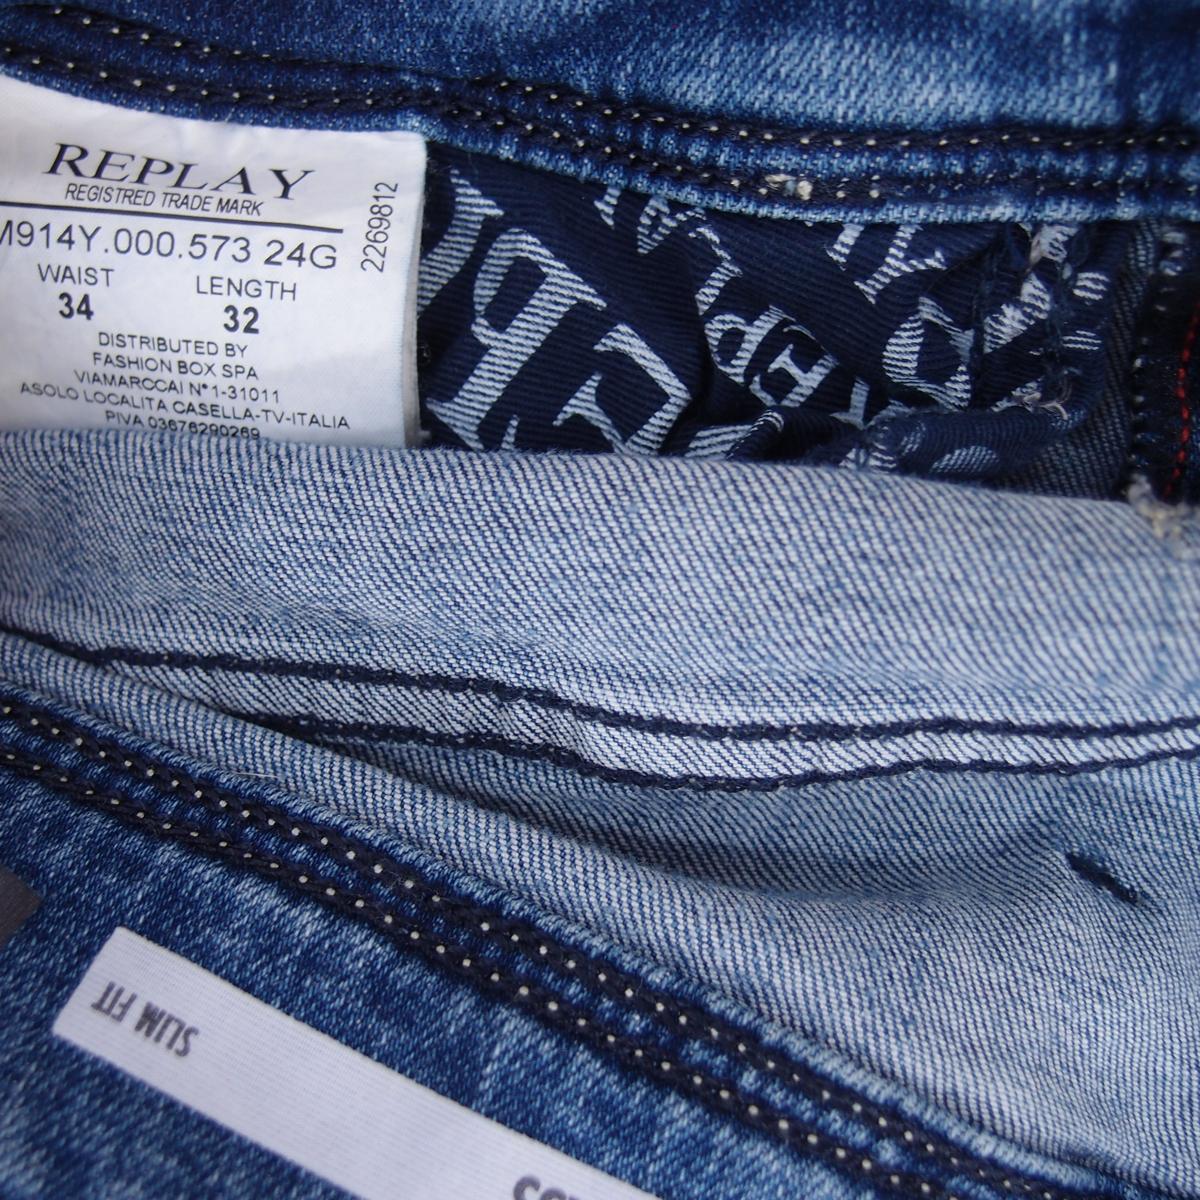 REPLAY
REGISTRED TRADE MARK
M914Y.000.573 24G
2269812
WAIST LENGTH
34 32
DISTRIBUTED BY
FASHION BOX SPA
VIAMARCCAI N°1-31011
ASOLO LOCALITA CASELLA-TV-ITALIA
PIVA 03676290269
SLIM FIT